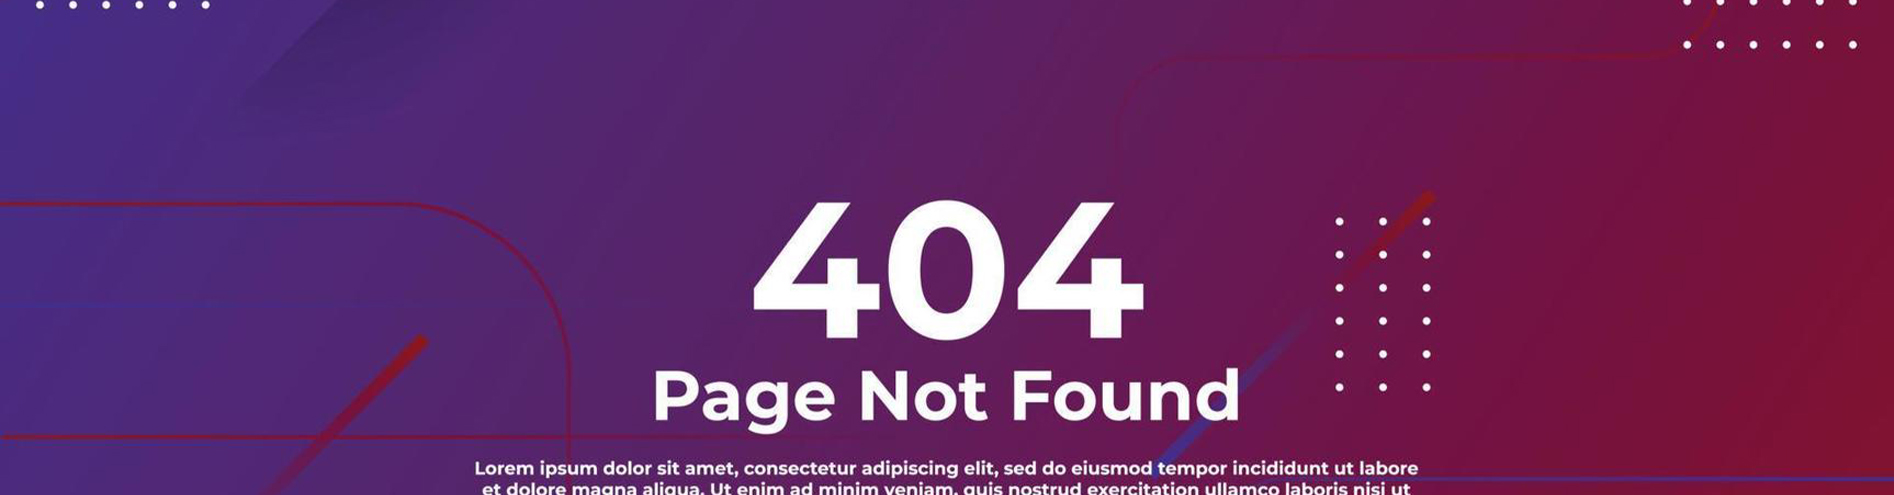 404
Page Not Found
Lorem ipsum dolor sit amet, consectetur adipiscing elit, sed do eiusmod tempor incididunt ut labore
et dolore magna aliqua. Ut enim ad minim veniam, quis nostrud exercitation ullamco laboris nisi ut